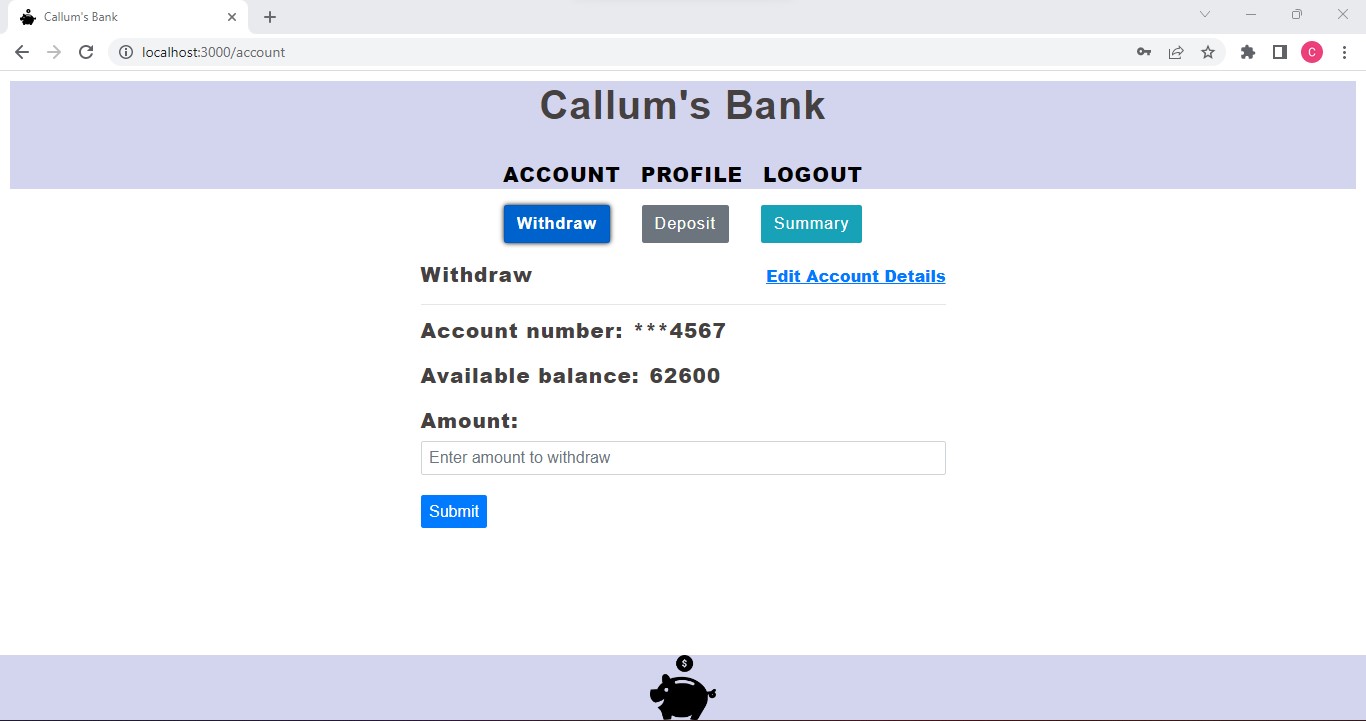 Callum's Bank
localhost:3000/account
C
Callum's Bank
ACCOUNT PROFILE LOGOUT
Withdraw Deposit Summary
Withdraw Edit Account Details
Account number: ***4567
Available balance: 62600
Amount:
Enter amount to withdraw
Submit
$